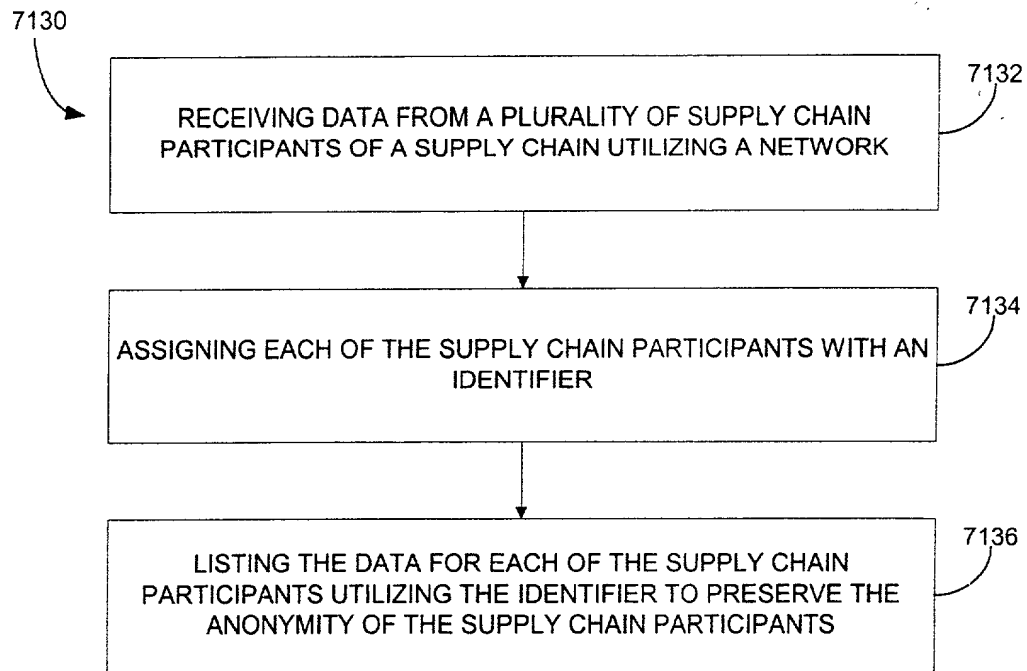 7130
7132
RECEIVING DATA FROM A PLURALITY OF SUPPLY CHAIN
PARTICIPANTS OF A SUPPLY CHAIN UTILIZING A NETWORK
7134
ASSIGNING EACH OF THE SUPPLY CHAIN PARTICIPANTS WITH AN
IDENTIFIER
7136
LISTING THE DATA FOR EACH OF THE SUPPLY CHAIN
PARTICIPANTS UTILIZING THE IDENTIFIER TO PRESERVE THE
ANONYMITY OF THE SUPPLY CHAIN PARTICIPANTS